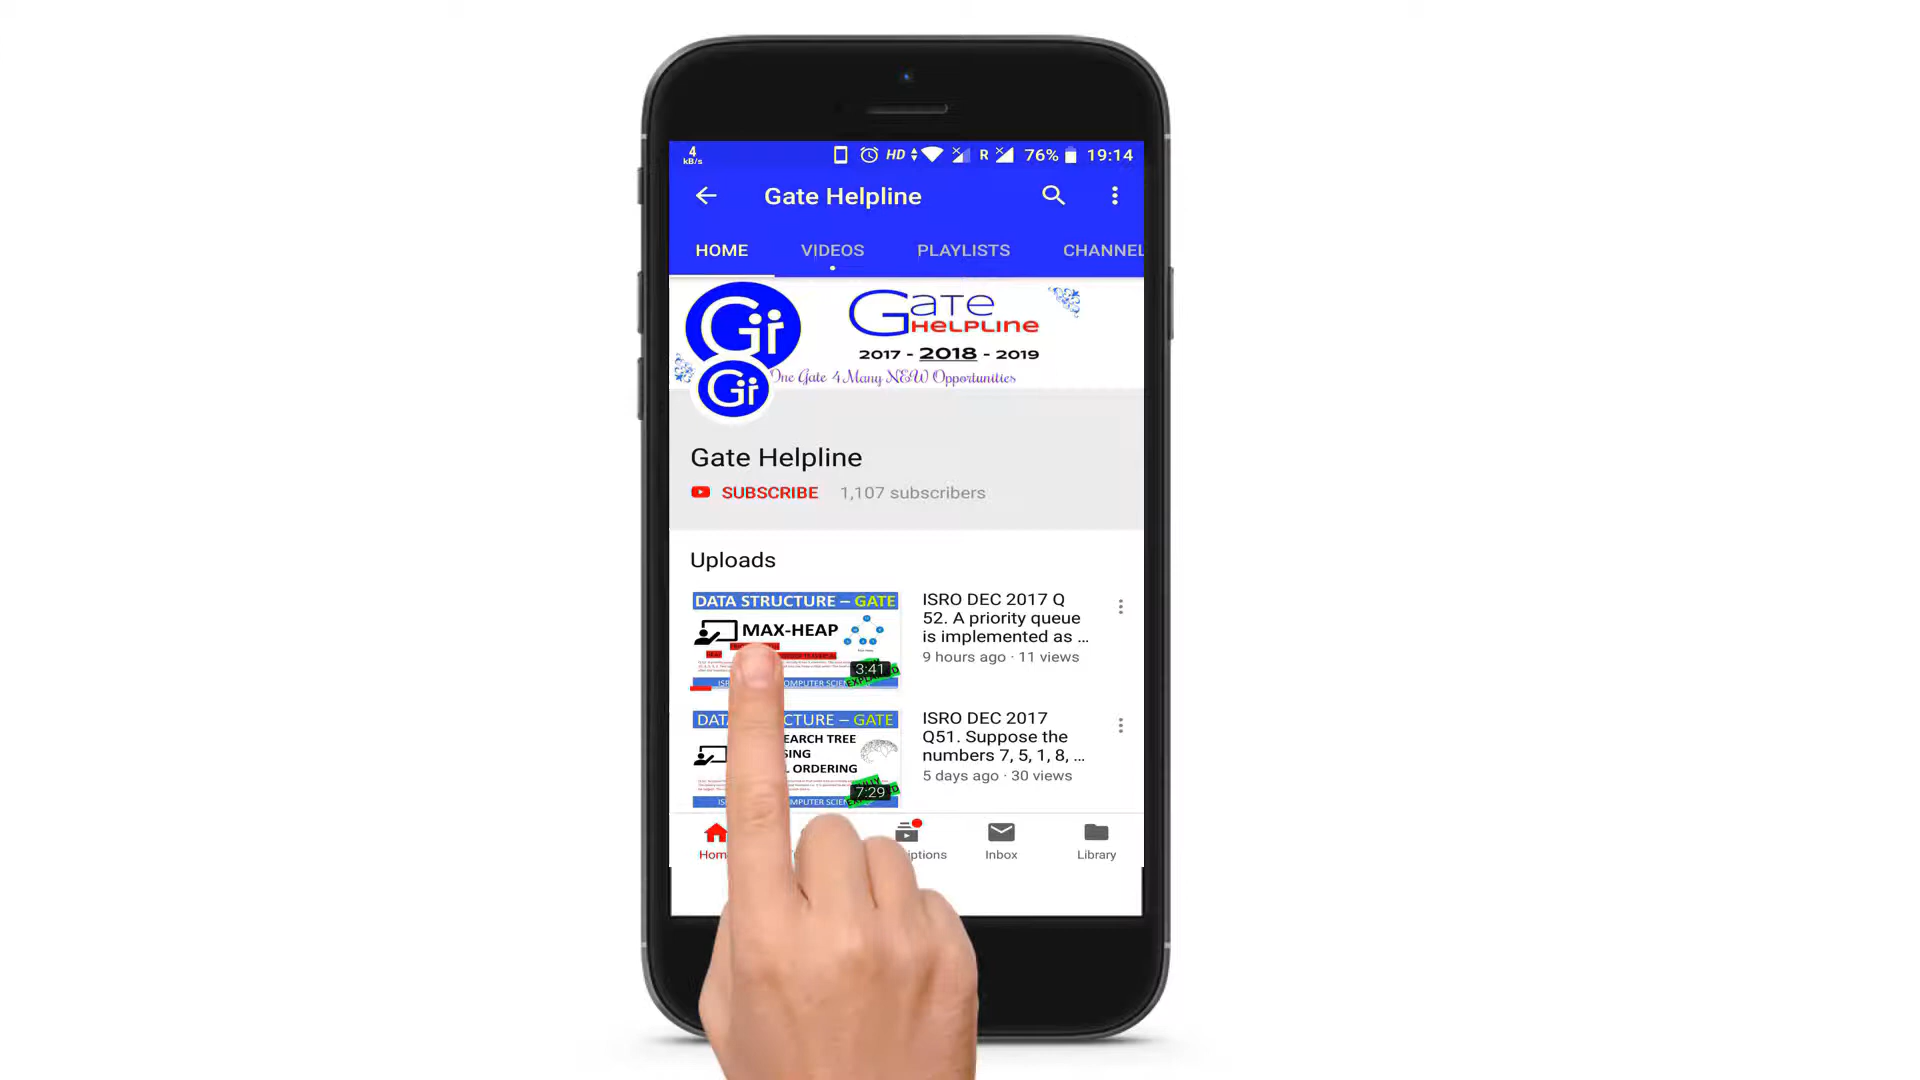 4
kB/s
HD
R
76%
19:14
Gate Helpline
HOME
VIDEOS
PLAYLISTS
CHANNEL
Gr
GATE
HELPLINE
2017 - 2018 - 2019
One Gate 4 Many NEW Opportunities
Gr
Gate Helpline
SUBSCRIBE 1,107 subscribers
Uploads
DATA STRUCTURE – GATE
MAX-HEAP
3:41
ISRO DEC 2017 Q
52. A priority queue
is implemented as ...
9 hours ago · 11 views
CTURE – GATE
EARCH TREE
SING
ORDERING
7:29
ISRO DEC 2017
Q51. Suppose the
numbers 7, 5, 1, 8, ...
5 days ago · 30 views
Hom
iptions
Inbox
Library